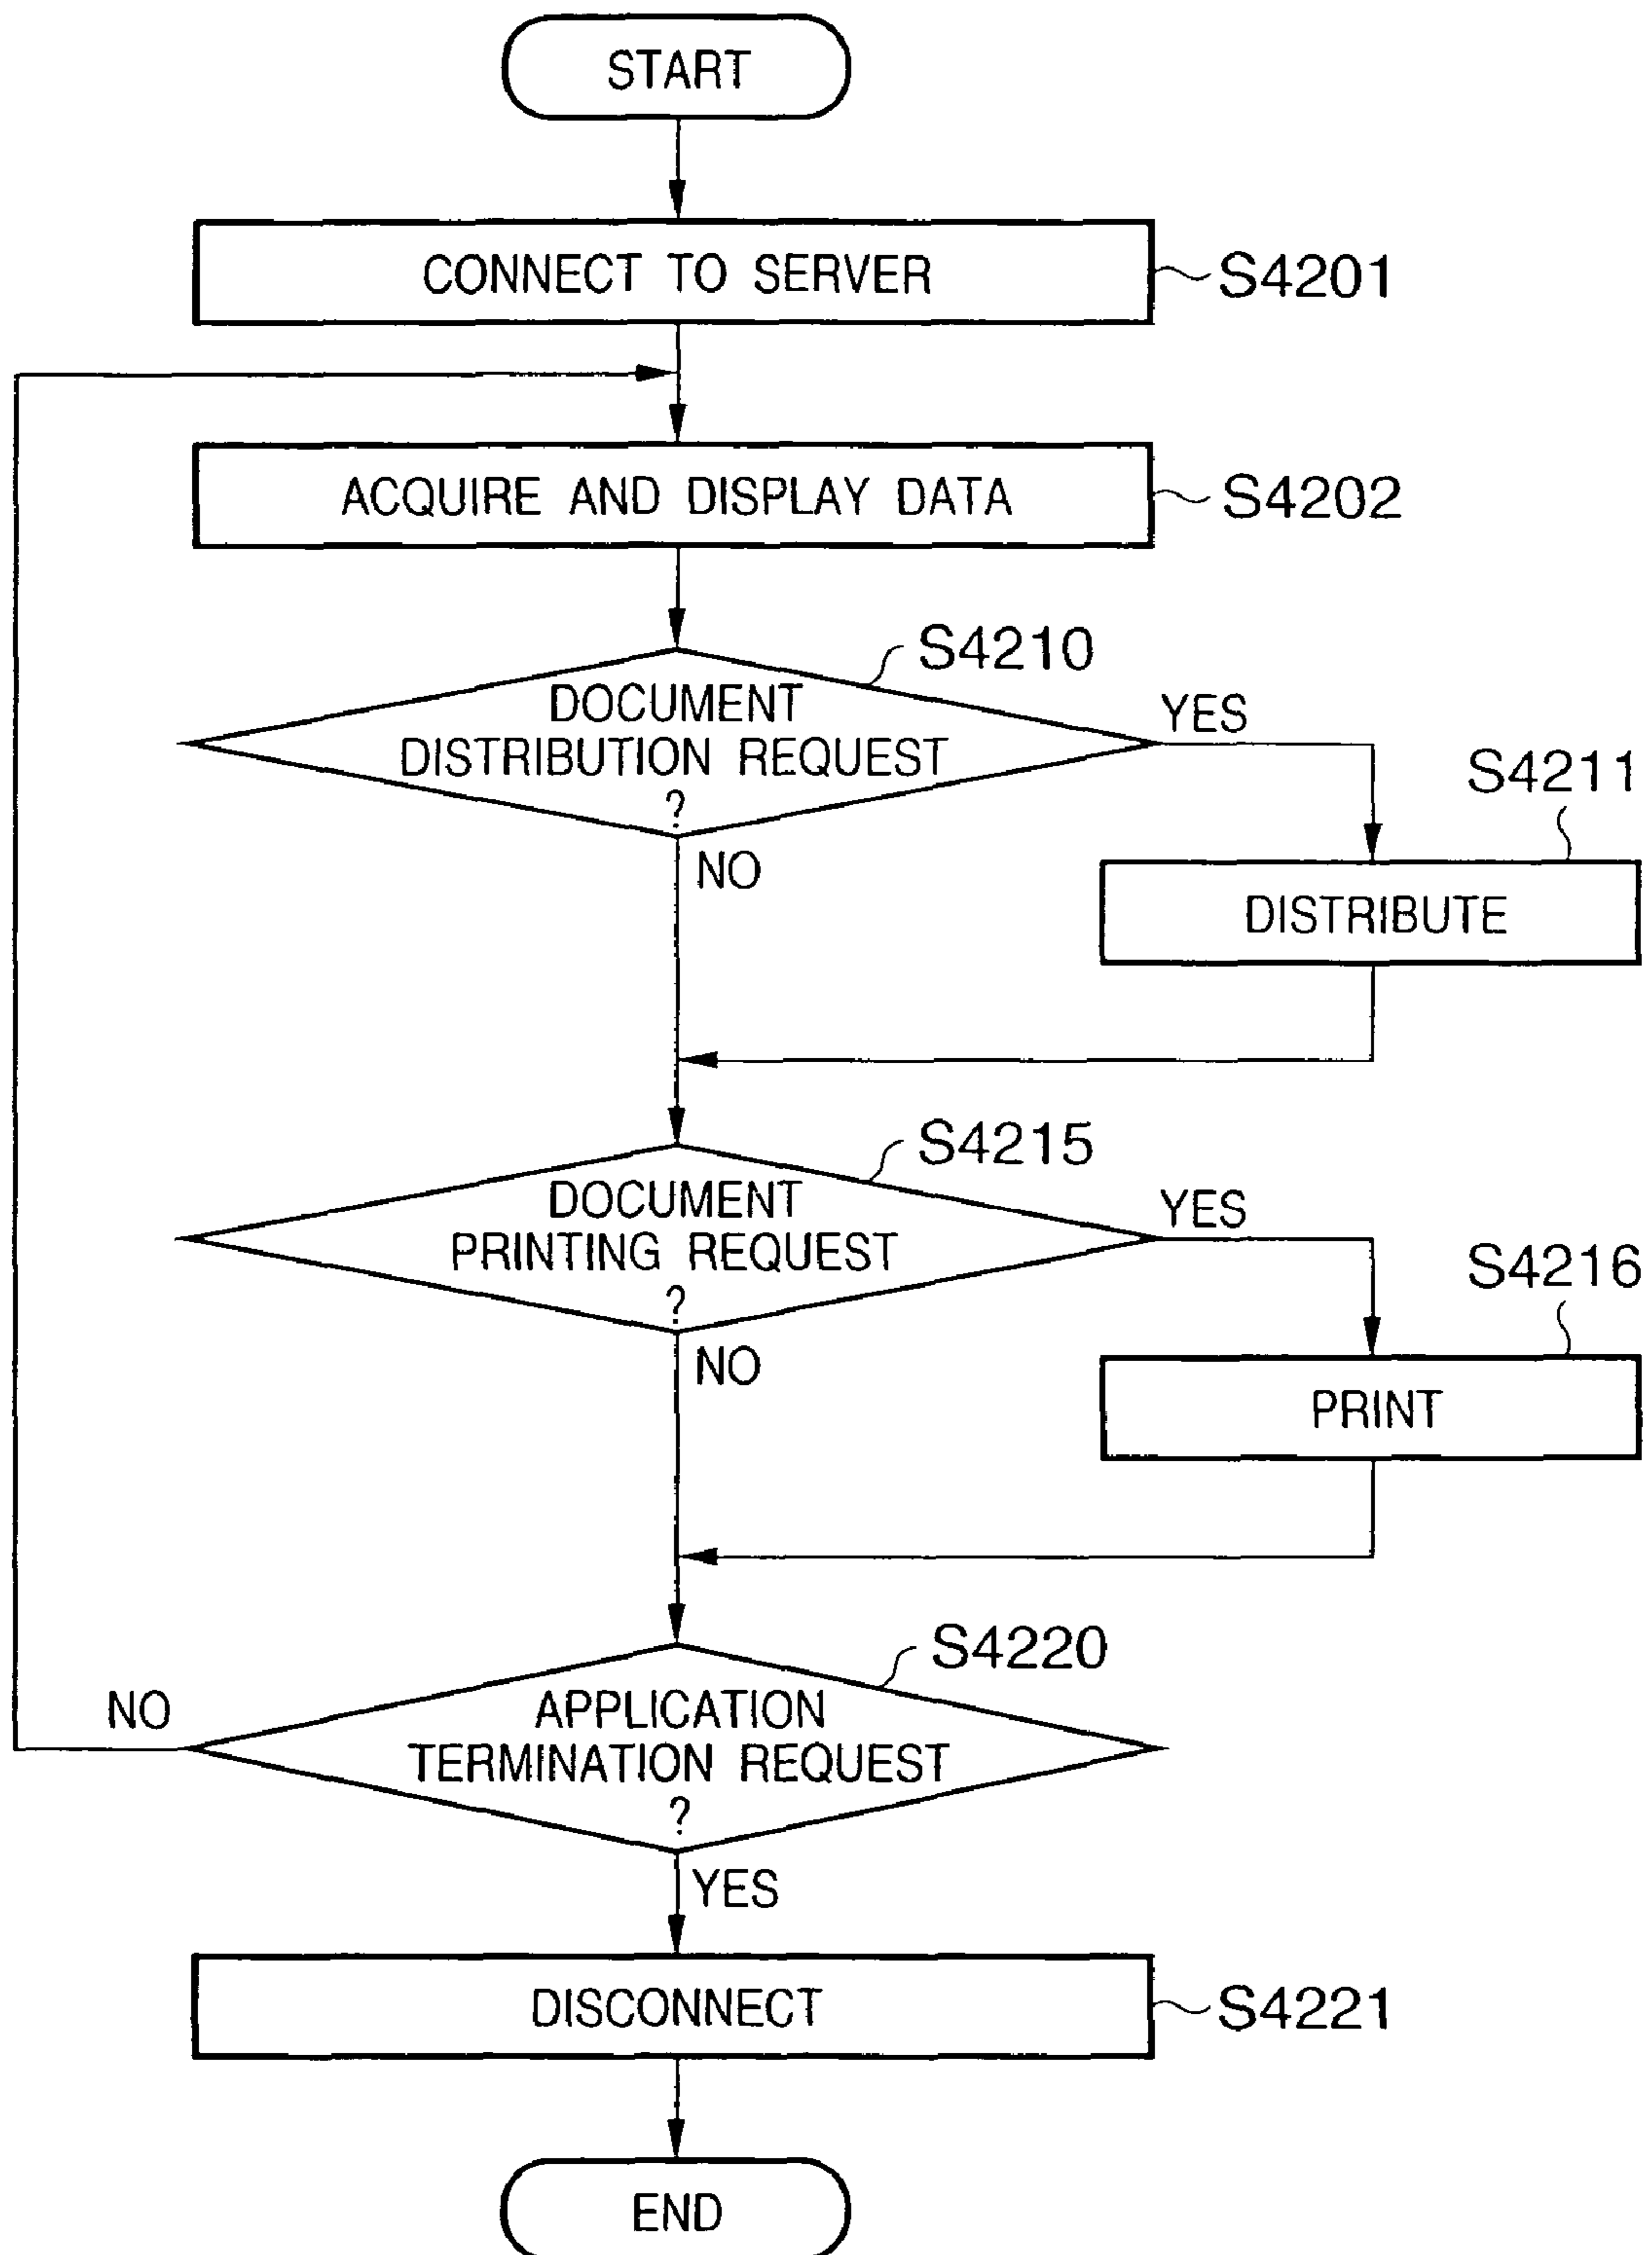 START
CONNECT TO SERVER
S4201
ACQUIRE AND DISPLAY DATA
S4202
S4210
DOCUMENT
DISTRIBUTION REQUEST
?
YES
NO
S4211
DISTRIBUTE
S4215
DOCUMENT
PRINTING REQUEST
?
YES
NO
S4216
PRINT
S4220
APPLICATION
TERMINATION REQUEST
?
NO
YES
DISCONNECT
S4221
END